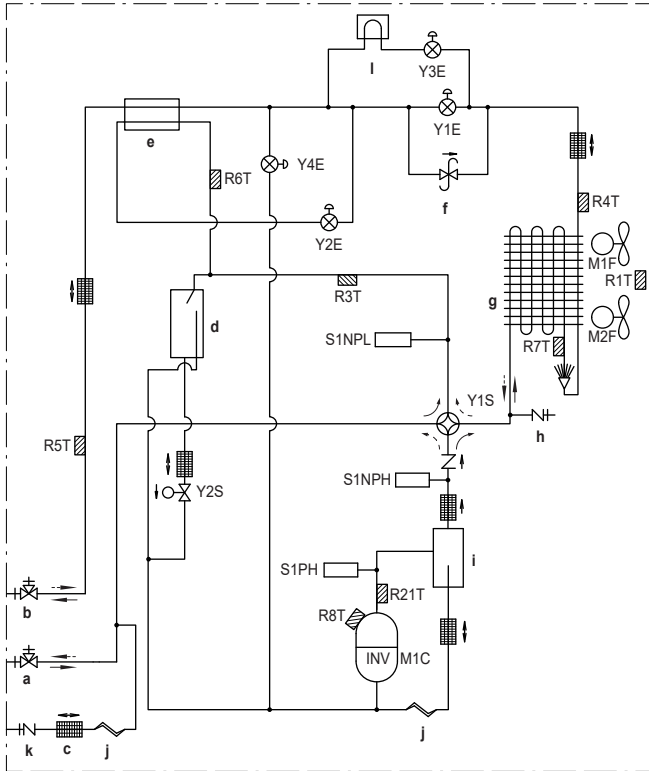 l
Y3E
Y1E
e
Y4E
R6T
f
R4T
Y2E
M1F
R1T
R3T
g
d
M2F
S1NPL
R7T
Y1S
R5T
h
S1NPH
Y2S
S1PH
i
R21T
b
R8T
INV
M1C
a
k
c
j
j